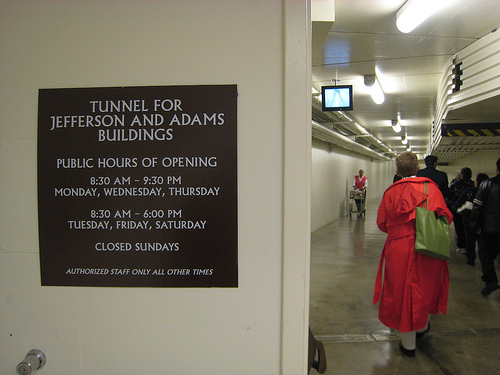 TUNNEL FOR
JEFFERSON AND ADAMS
BUILDINGS
PUBLIC HOURS OF OPENING
8:30 AM – 9:30 PM
MONDAY, WEDNESDAY, THURSDAY
8:30 AM – 6:00 PM
TUESDAY, FRIDAY, SATURDAY
CLOSED SUNDAYS
AUTHORIZED STAFF ONLY ALL OTHER TIMES